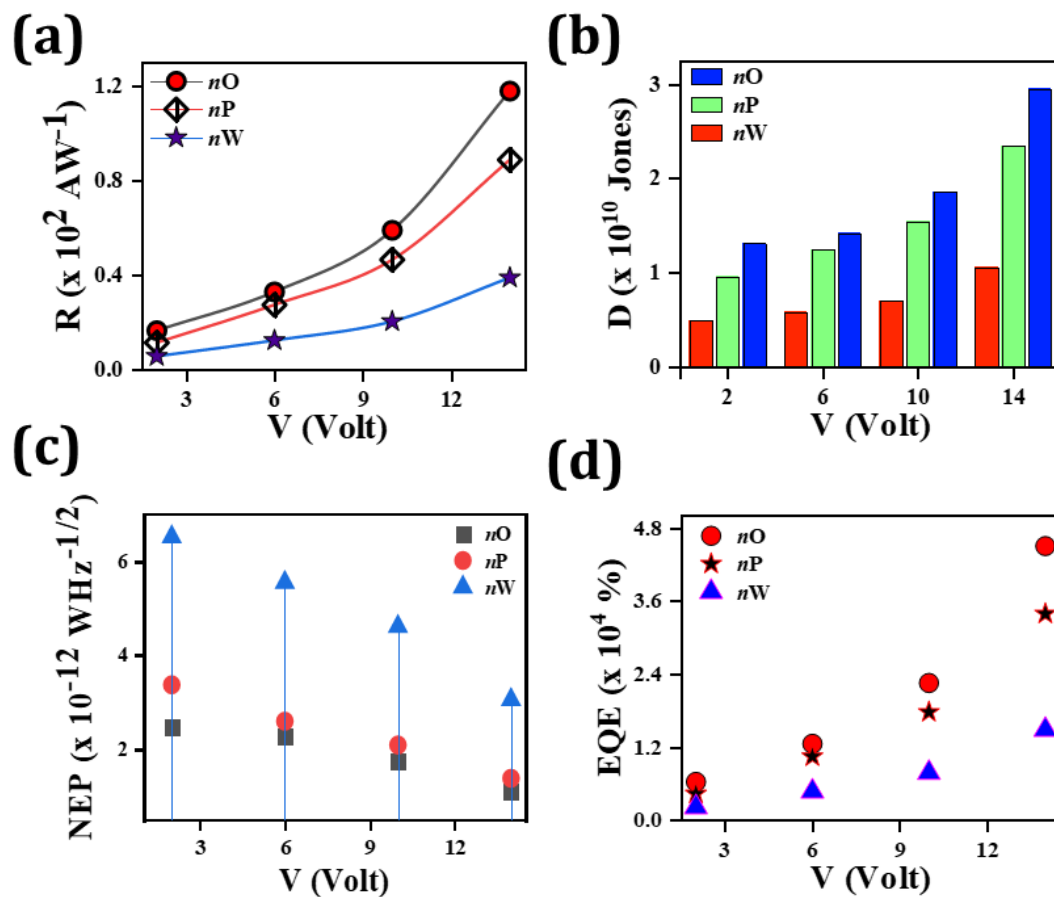 (a)
R (x 10² AW⁻¹)
1.2
0.8
0.4
0.0
nO
nP
nW
3 6 9 12
V (Volt)
(b)
D (x 10¹⁰ Jones)
3
2
1
0
nO
nP
nW
2 6 10 14
V (Volt)
(c)
NEP (x 10⁻¹² WHz⁻¹/²)
6
4
2
nO
nP
nW
3 6 9 12
V (Volt)
(d)
EQE (x 10⁴ %)
4.8
3.6
2.4
1.2
0.0
nO
nP
nW
3 6 9 12
V (Volt)